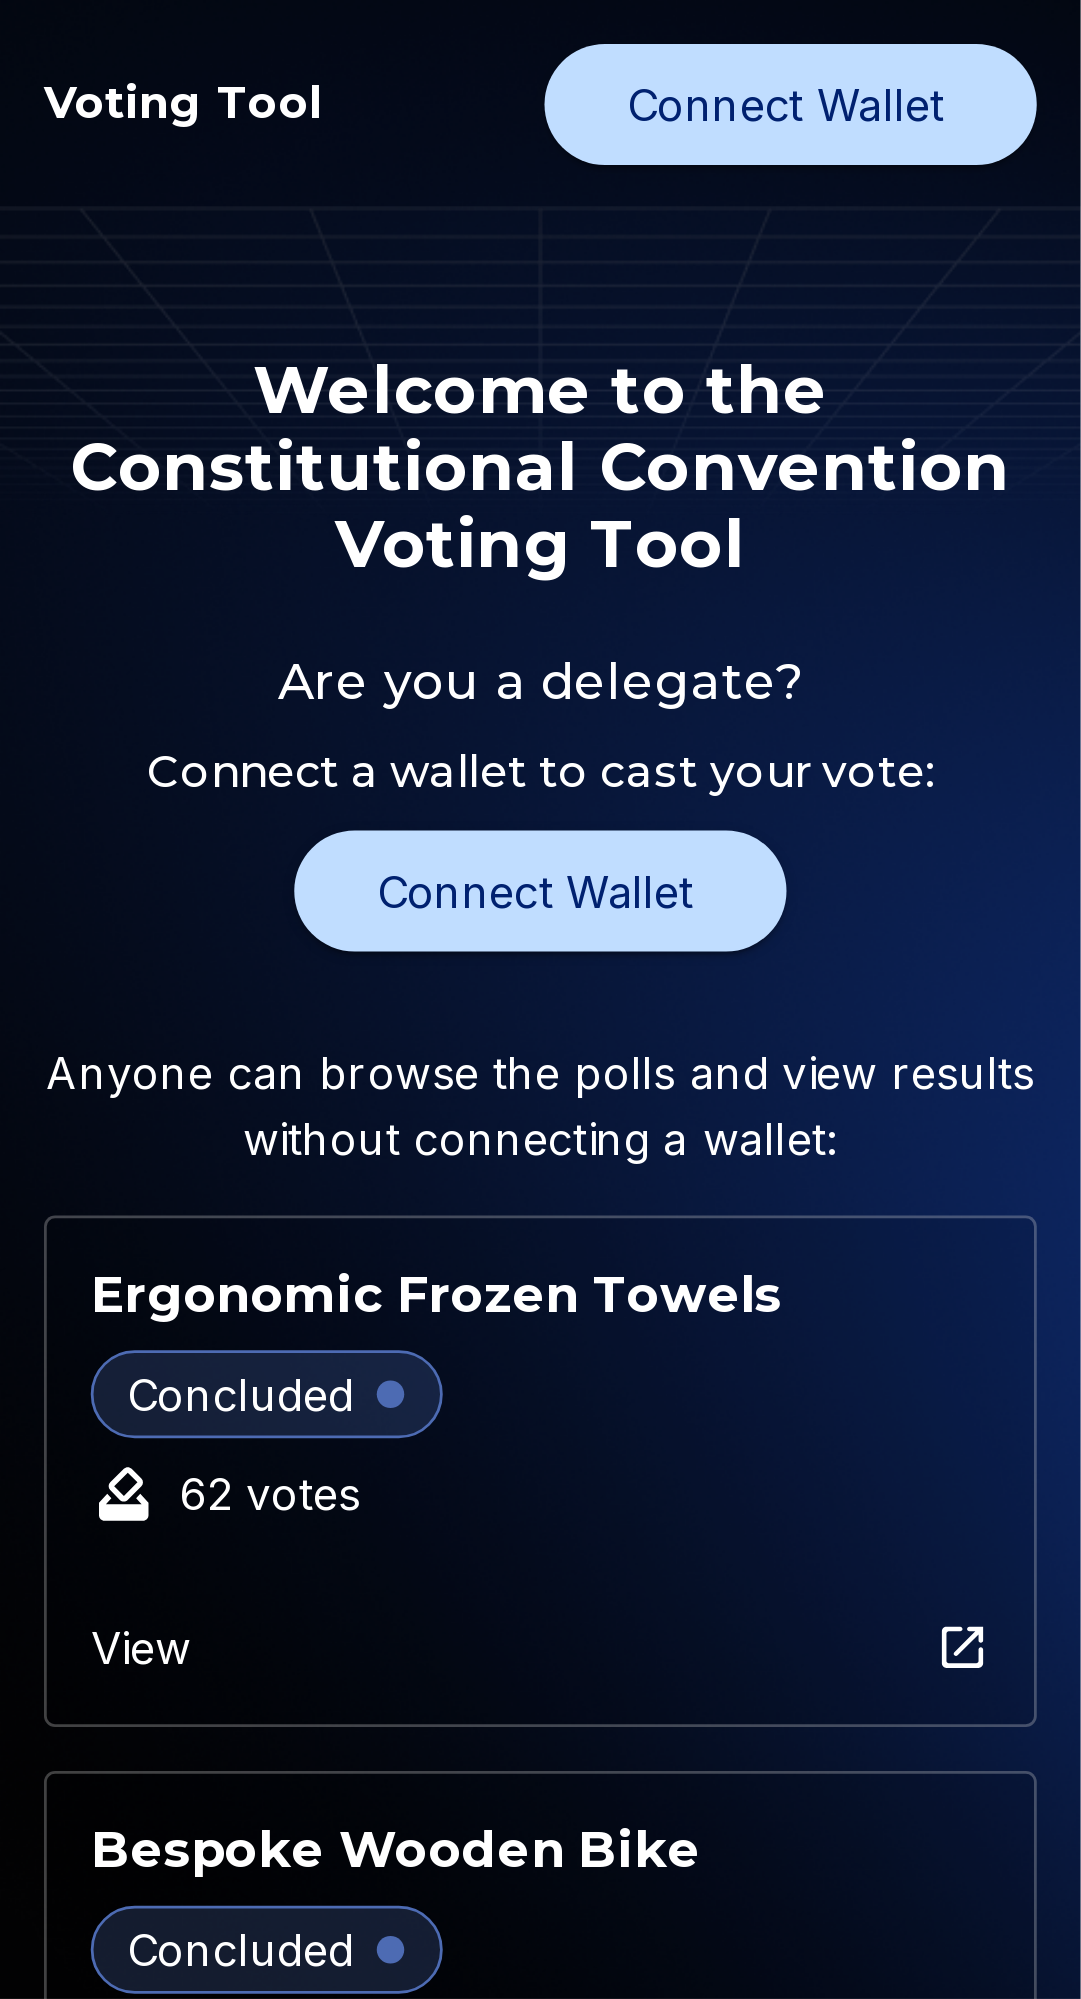 Voting Tool
Connect Wallet
Welcome to the
Constitutional Convention
Voting Tool
Are you a delegate?
Connect a wallet to cast your vote:
Connect Wallet
Anyone can browse the polls and view results
without connecting a wallet:
Ergonomic Frozen Towels
Concluded
62 votes
View
Bespoke Wooden Bike
Concluded